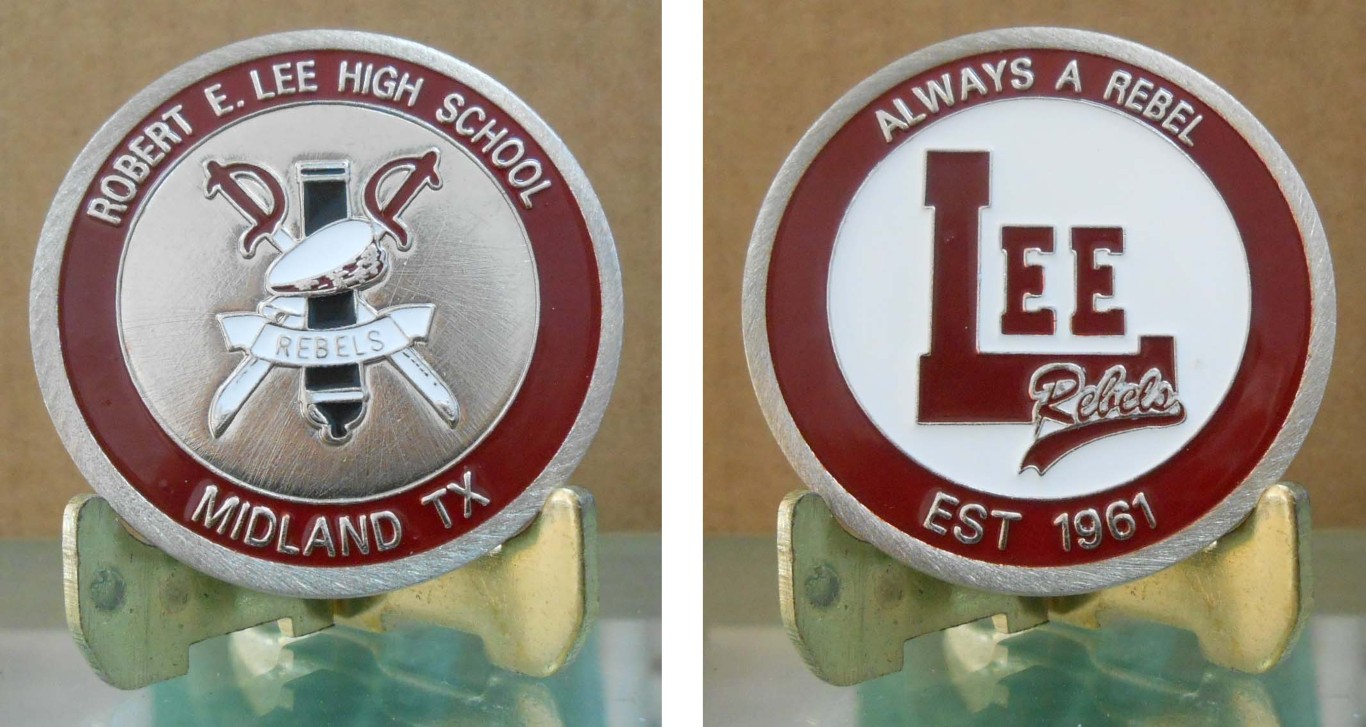 ROBERT E. LEE HIGH SCHOOL
REBELS
MIDLAND TX
ALWAYS A REBEL
LEE
Rebels
EST 1961